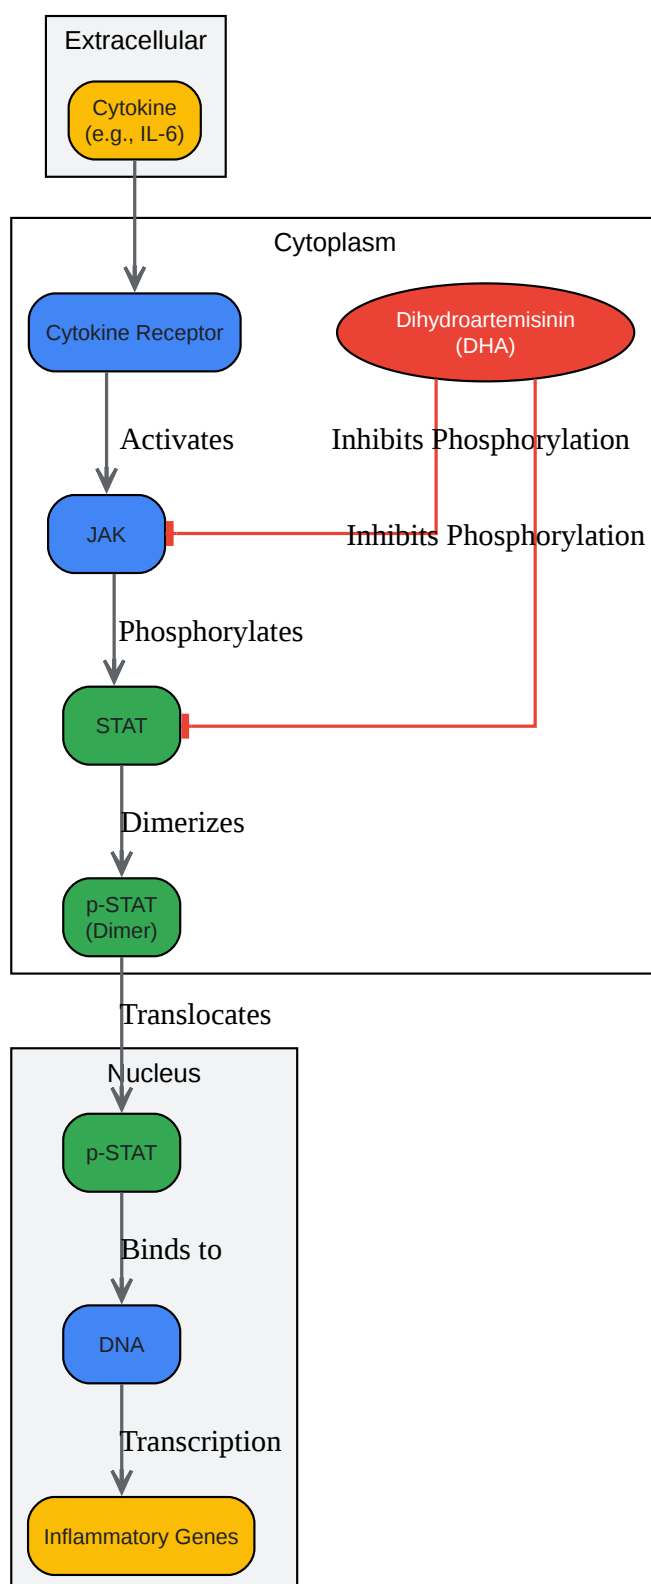 Extracellular
Cytokine
(e.g., IL-6)
Cytoplasm
Cytokine Receptor
Dihydroartemisinin
(DHA)
Activates
Inhibits Phosphorylation
JAK
Inhibits Phosphorylation
Phosphorylates
STAT
Dimerizes
p-STAT
(Dimer)
Translocates
Nucleus
p-STAT
Binds to
DNA
Transcription
Inflammatory Genes